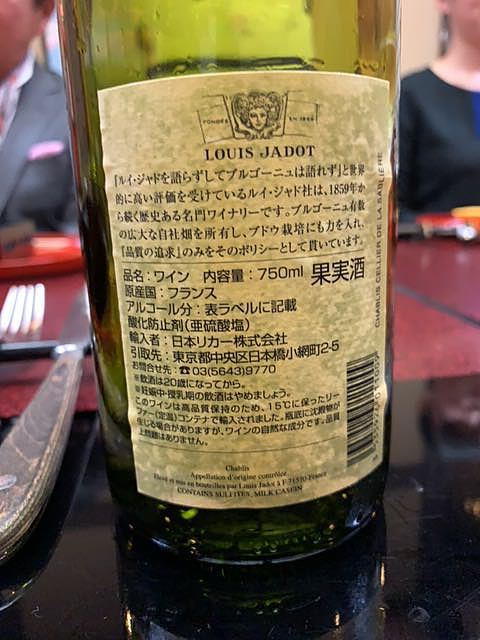 FONDÉE EN 1859
LOUIS JADOT
『ルイ・ジャドを語らずしてブルゴーニュは語れず』と世界
的に高い評価を受けているルイ・ジャド社は、1859年か
ら続く歴史ある名門ワイナリーです。ブルゴーニュ有数
の広大な自社畑を所有し、ブドウ栽培にも力を入れ、
『品質の追求』のみをそのポリシーとして貫いています。
品名：ワイン 内容量：750ml 果実酒
原産国：フランス
アルコール分：表ラベルに記載
酸化防止剤(亜硫酸塩)
輸入者：日本リカー株式会社
引取先：東京都中央区日本橋小網町2-5
お問合せ先：☎03(5643)9770
※飲酒は20歳になってから。
※妊娠中・授乳期の飲酒はやめましょう。
このワインは高品質保持のため、15℃に保ったリー
ファー(定温)コンテナで輸入されました。瓶底に沈殿物が
生じる場合がありますが、ワインの自然な成分です。品質
上問題はありません。
Chablis
Appellation d'origine contrôlée
Élevé et mis en bouteilles par Louis Jadot à F 21570-France
CONTAINS SULFITES, MILK CASEIN
CHABLIS CELLIER DE LA SABLIÈRE